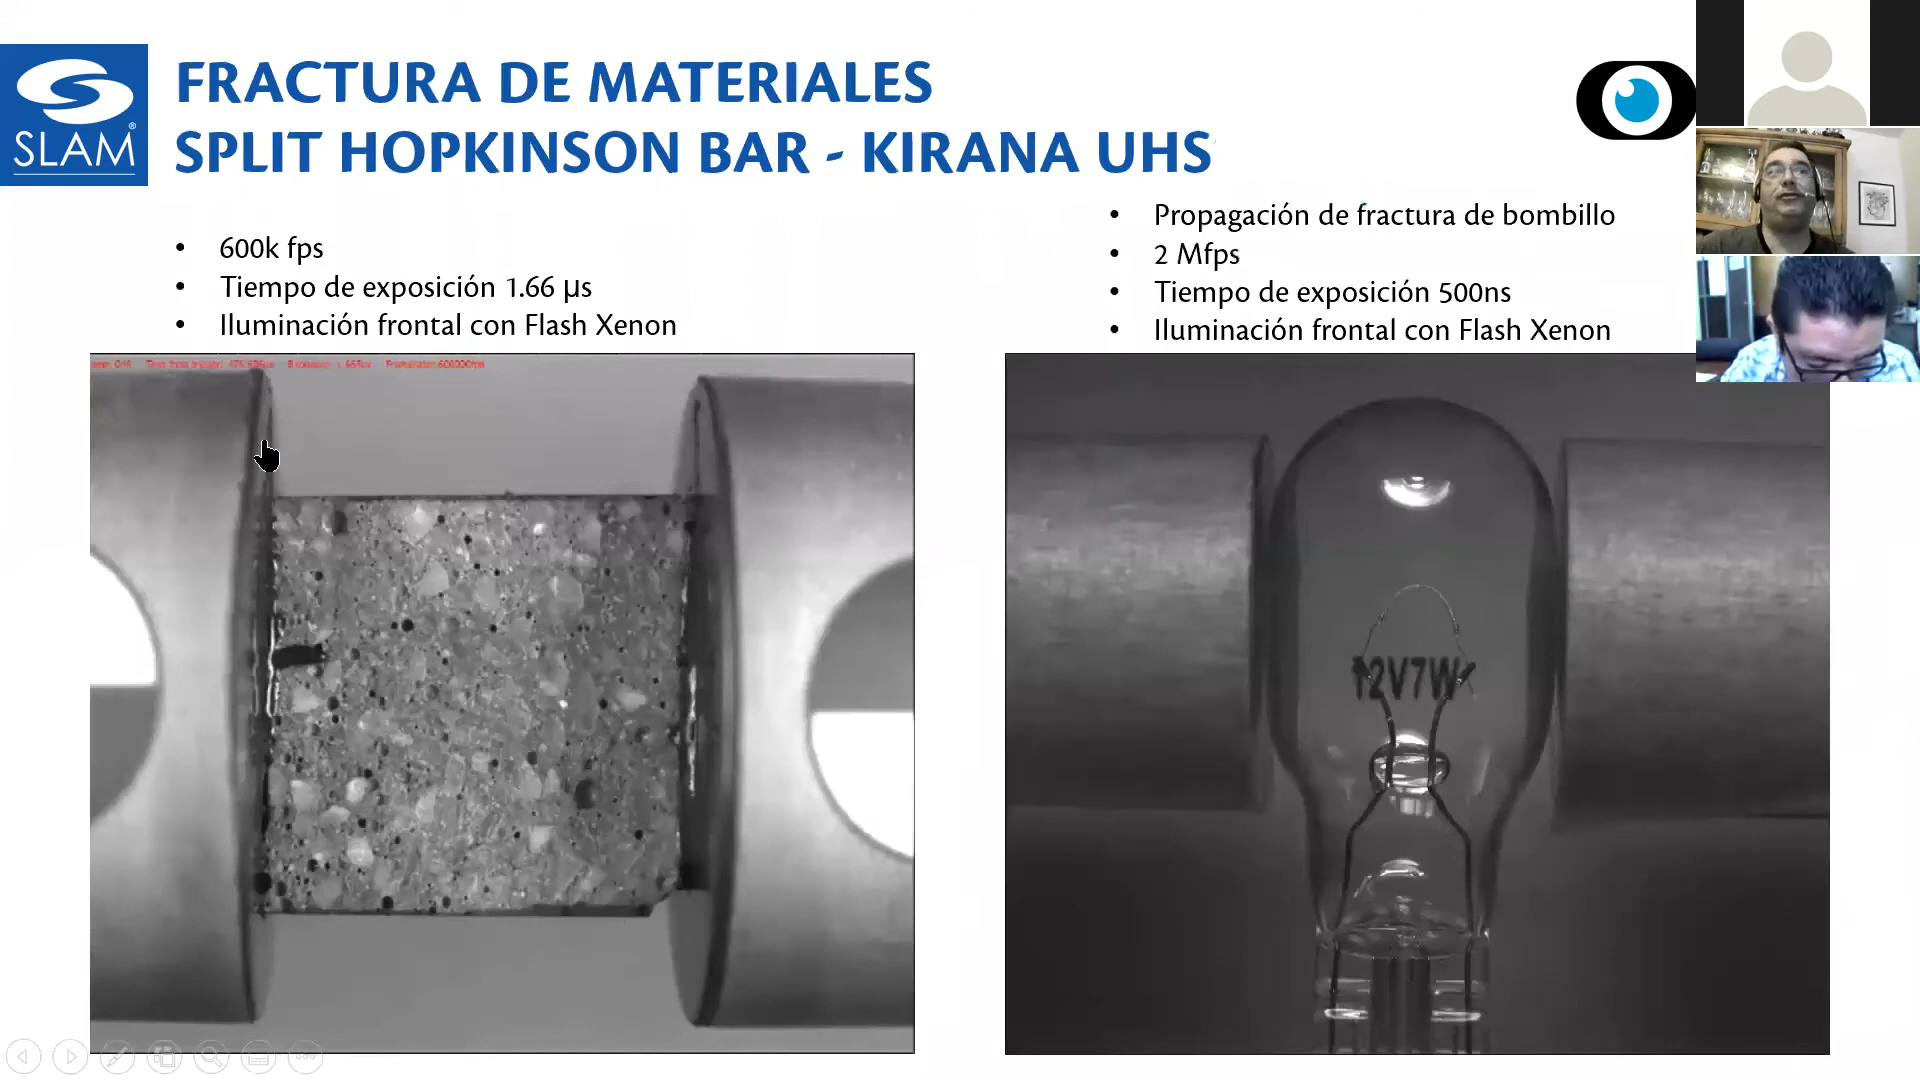 SLAM®
FRACTURA DE MATERIALES
SPLIT HOPKINSON BAR - KIRANA UHS
• 600k fps
• Tiempo de exposición 1.66 µs
• Iluminación frontal con Flash Xenon
• Propagación de fractura de bombillo
• 2 Mfps
• Tiempo de exposición 500ns
• Iluminación frontal con Flash Xenon
12V7W